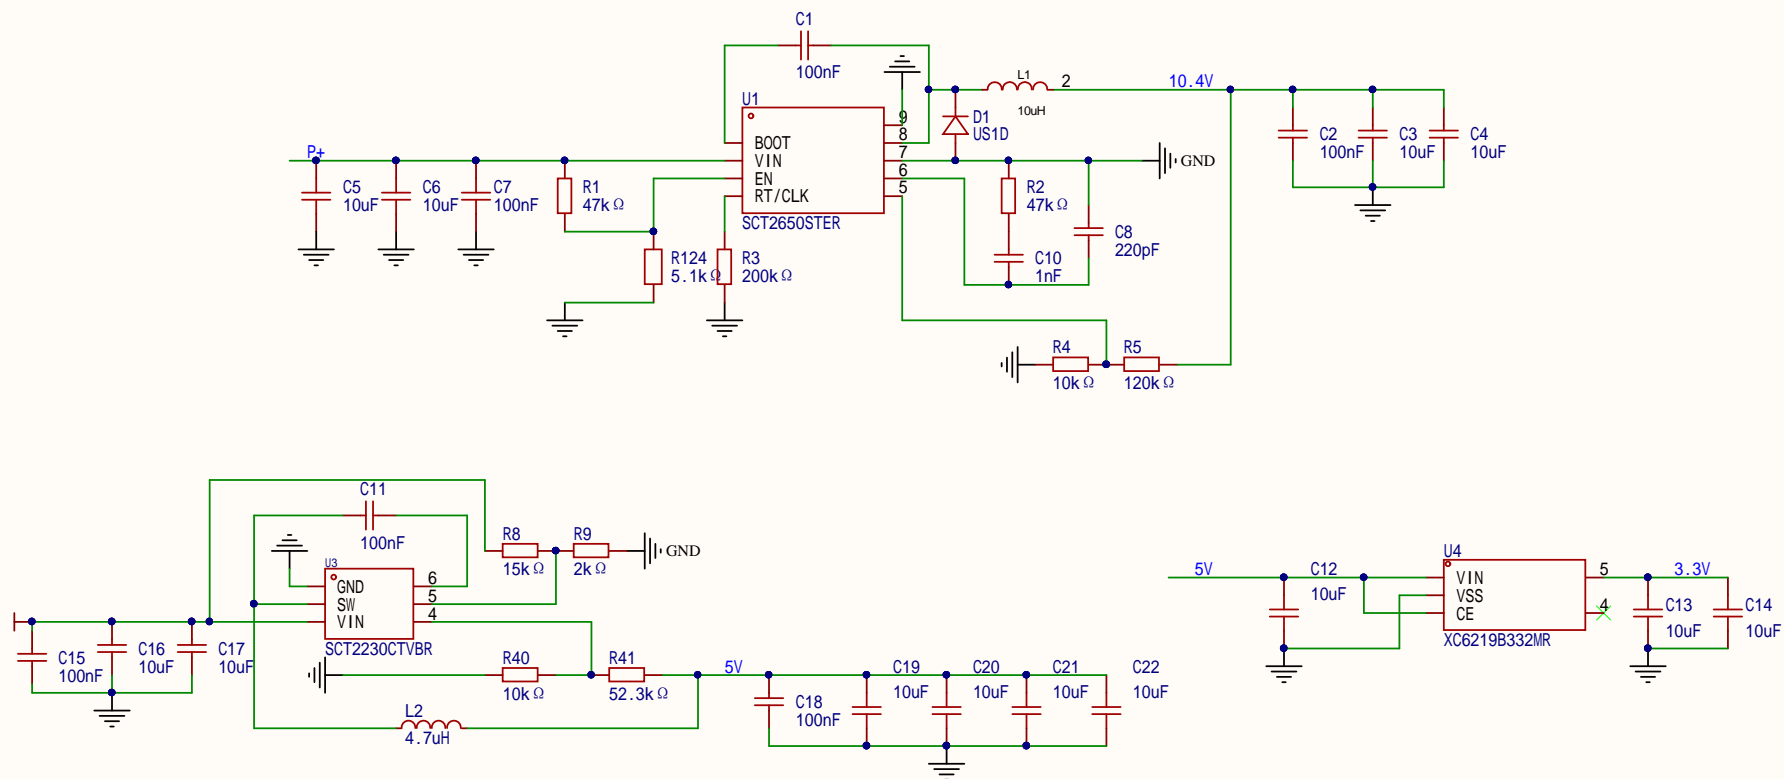 C1
100nF
U1
BOOT
VIN
EN
RT/CLK
9
8
7
6
5
SCT2650STER
L1
2
10uH
10.4V
D1
US1D
GND
C2
100nF
C3
10uF
C4
10uF
P+
C5
10uF
C6
10uF
C7
100nF
R1
47kΩ
R124
5.1kΩ
R3
200kΩ
R2
47kΩ
C10
1nF
C8
220pF
R4
10kΩ
R5
120kΩ
C11
100nF
U3
GND
SW
VIN
6
5
4
SCT2230CTVBR
R8
15kΩ
R9
2kΩ
GND
C15
100nF
C16
10uF
C17
10uF
R40
10kΩ
R41
52.3kΩ
L2
4.7uH
5V
C18
100nF
C19
10uF
C20
10uF
C21
10uF
C22
10uF
5V
C12
10uF
U4
VIN
VSS
CE
5
4
XC6219B332MR
3.3V
C13
10uF
C14
10uF